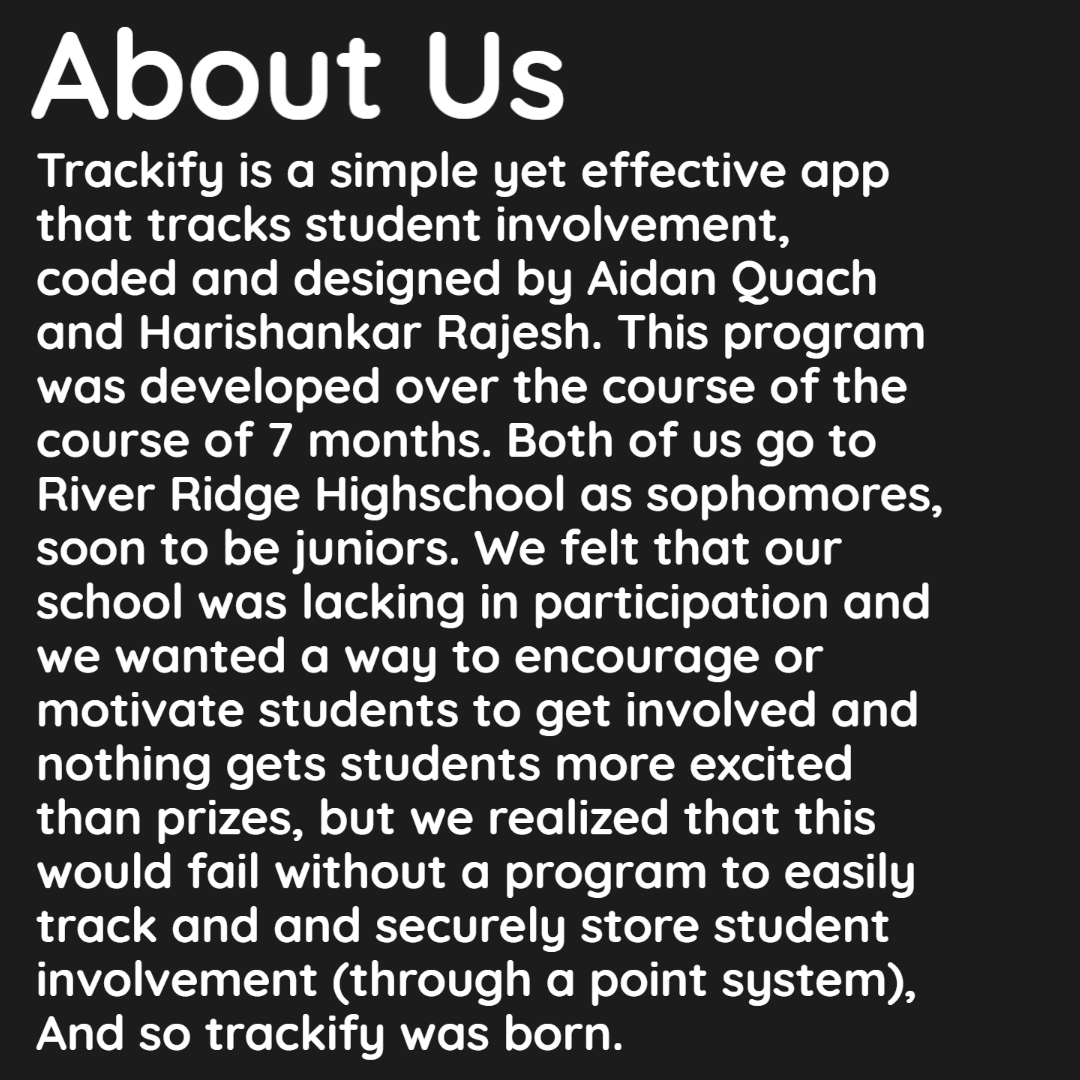 About Us
Trackify is a simple yet effective app
that tracks student involvement,
coded and designed by Aidan Quach
and Harishankar Rajesh. This program
was developed over the course of the
course of 7 months. Both of us go to
River Ridge Highschool as sophomores,
soon to be juniors. We felt that our
school was lacking in participation and
we wanted a way to encourage or
motivate students to get involved and
nothing gets students more excited
than prizes, but we realized that this
would fail without a program to easily
track and and securely store student
involvement (through a point system),
And so trackify was born.